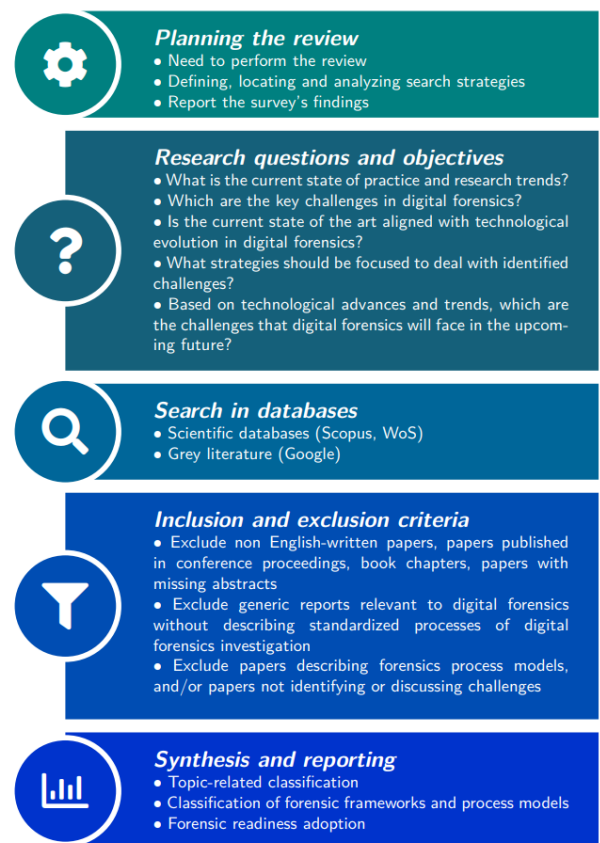 Planning the review
• Need to perform the review
• Defining, locating and analyzing search strategies
• Report the survey's findings
Research questions and objectives
• What is the current state of practice and research trends?
• Which are the key challenges in digital forensics?
• Is the current state of the art aligned with technological
evolution in digital forensics?
• What strategies should be focused to deal with identified
challenges?
• Based on technological advances and trends, which are
the challenges that digital forensics will face in the upcom-
ing future?
Search in databases
• Scientific databases (Scopus, WoS)
• Grey literature (Google)
Inclusion and exclusion criteria
• Exclude non English-written papers, papers published
in conference proceedings, book chapters, papers with
missing abstracts
• Exclude generic reports relevant to digital forensics
without describing standardized processes of digital
forensics investigation
• Exclude papers describing forensics process models,
and/or papers not identifying or discussing challenges
Synthesis and reporting
• Topic-related classification
• Classification of forensic frameworks and process models
• Forensic readiness adoption